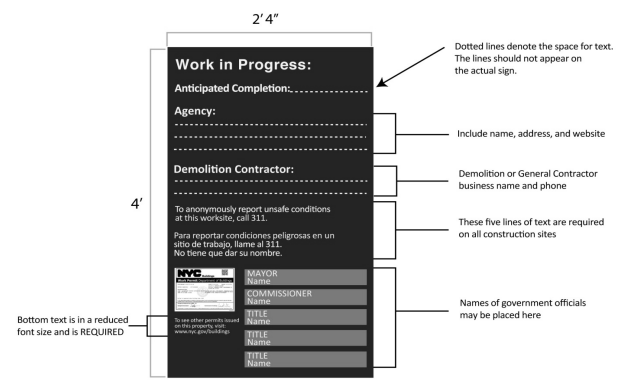 2' 4"
4'
Work in Progress:
Anticipated Completion:
Agency:
Demolition Contractor:
To anonymously report unsafe conditions
at this worksite, call 311.
Para reportar condiciones peligrosas en un
sitio de trabajo, llame al 311.
No tiene que dar su nombre.
NYC Buildings
Work Permit Department of Buildings
To see other permits issued
on this property, visit:
www.nyc.gov/buildings
MAYOR
Name
COMMISSIONER
Name
TITLE
Name
TITLE
Name
TITLE
Name
Dotted lines denote the space for text.
The lines should not appear on
the actual sign.
Include name, address, and website
Demolition or General Contractor
business name and phone
These five lines of text are required
on all construction sites
Names of government officials
may be placed here
Bottom text is in a reduced
font size and is REQUIRED